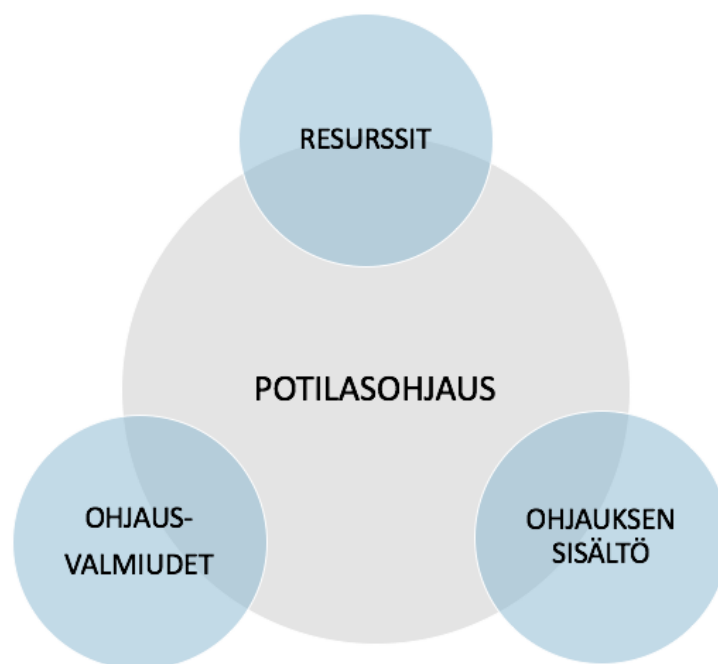 RESURSSIT
POTILASOHJAUS
OHJAUS-
VALMIUDET
OHJAUKSEN
SISÄLTÖ